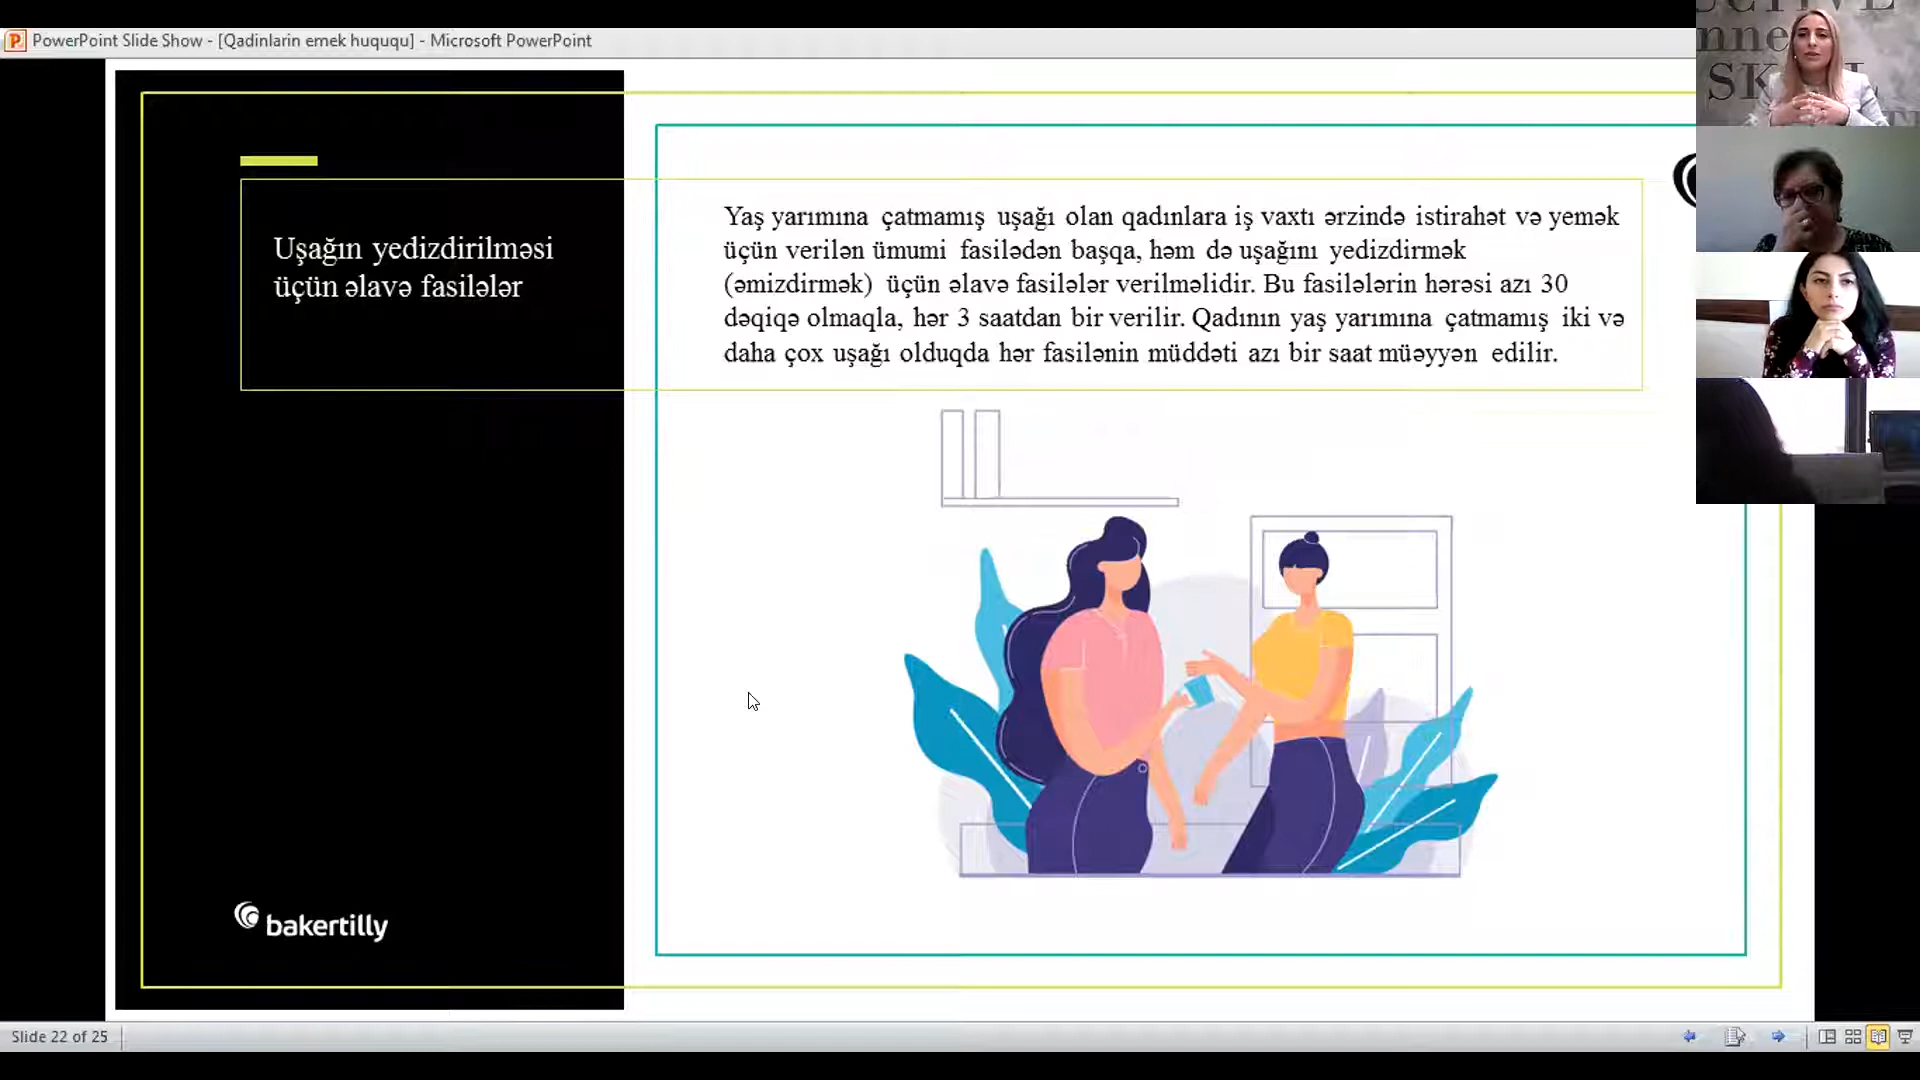 PowerPoint Slide Show - [Qadinlarin emek huququ] - Microsoft PowerPoint
Uşağın yedizdirilməsi
üçün əlavə fasilələr
Yaş yarımına çatmamış uşağı olan qadınlara iş vaxtı ərzində istirahət və yemək
üçün verilən ümumi fasilədən başqa, həm də uşağını yedizdirmək
(əmizdirmək) üçün əlavə fasilələr verilməlidir. Bu fasilələrin hərəsi azı 30
dəqiqə olmaqla, hər 3 saatdan bir verilir. Qadının yaş yarımına çatmamış iki və
daha çox uşağı olduqda hər fasilənin müddəti azı bir saat müəyyən edilir.
bakertilly
Slide 22 of 25